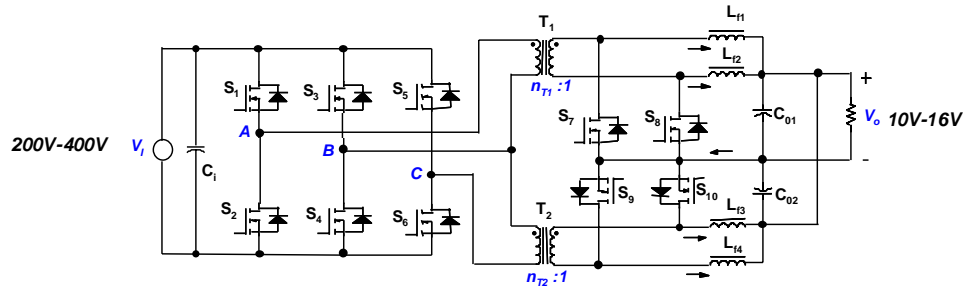 T1
Lf1
Lf2
nT1 :1
S1
S3
S5
A
B
C
200V-400V
VI
Ci
S7
S8
C01
+
Vo
10V-16V
-
S9
S10
S2
S4
S6
T2
C02
Lf3
Lf4
nT2 :1